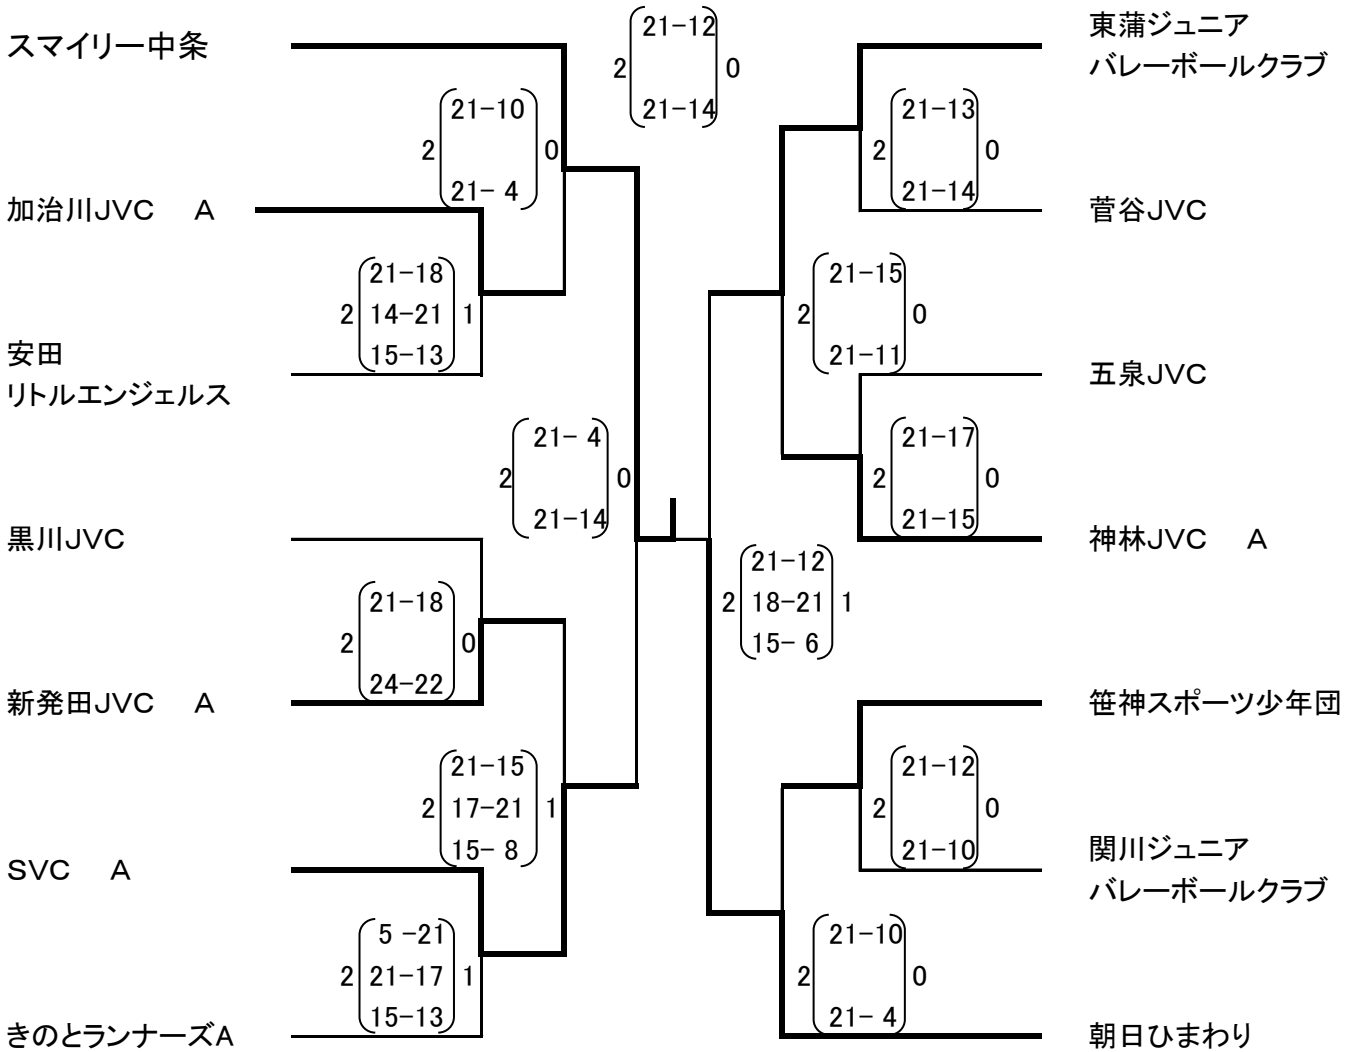 スマイリー中条
加治川JVC　A
安田
リトルエンジェルス
黒川JVC
新発田JVC　A
SVC　A
きのとランナーズA
21-10
2 0
21- 4
21-18
2 14-21 1
15-13
21- 4
2 0
21-14
21-18
2 0
24-22
21-15
2 17-21 1
15- 8
5 -21
2 21-17 1
15-13
21-12
2 0
21-14
21-13
2 0
21-14
21-15
2 0
21-11
21-17
2 0
21-15
21-12
2 18-21 1
15- 6
21-12
2 0
21-10
21-10
2 0
21- 4
東蒲ジュニア
バレーボールクラブ
菅谷JVC
五泉JVC
神林JVC　A
笹神スポーツ少年団
関川ジュニア
バレーボールクラブ
朝日ひまわり